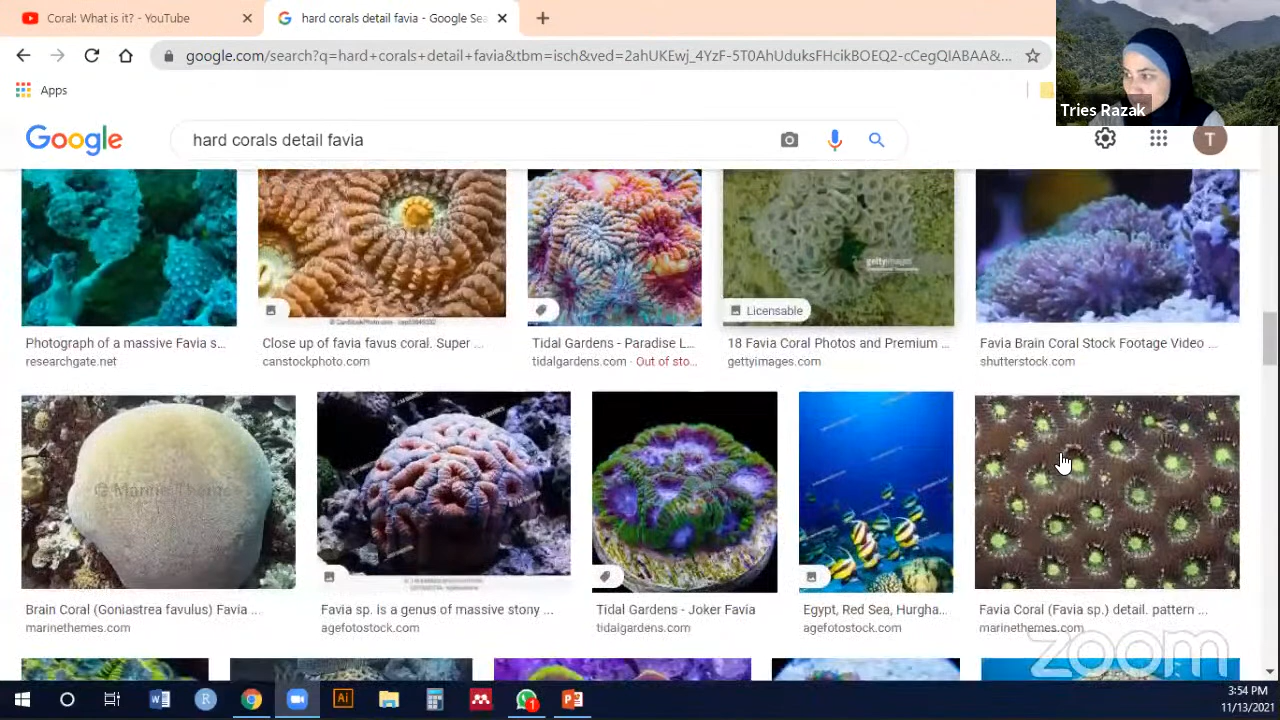 Coral: What is it? - YouTube
hard corals detail favia - Google Sea
google.com/search?q=hard+corals+detail+favia&tbm=isch&ved=2ahUKEwj_4YzF-5T0AhUduksFHcikBOEQ2-cCegQIABAA&...
Apps
Tries Razak
Google
hard corals detail favia
T
gettyimages
Licensable
Photograph of a massive Favia s...
researchgate.net
Close up of favia favus coral. Super ...
canstockphoto.com
Tidal Gardens - Paradise L...
tidalgardens.com · Out of sto...
18 Favia Coral Photos and Premium ...
gettyimages.com
Favia Brain Coral Stock Footage Video ...
shutterstock.com
Brain Coral (Goniastrea favulus) Favia ...
marinethemes.com
Favia sp. is a genus of massive stony ...
agefotostock.com
Tidal Gardens - Joker Favia
tidalgardens.com
Egypt, Red Sea, Hurgha...
agefotostock.com
Favia Coral (Favia sp.) detail. pattern ...
marinethemes.com
zoom
3:54 PM
11/13/2021